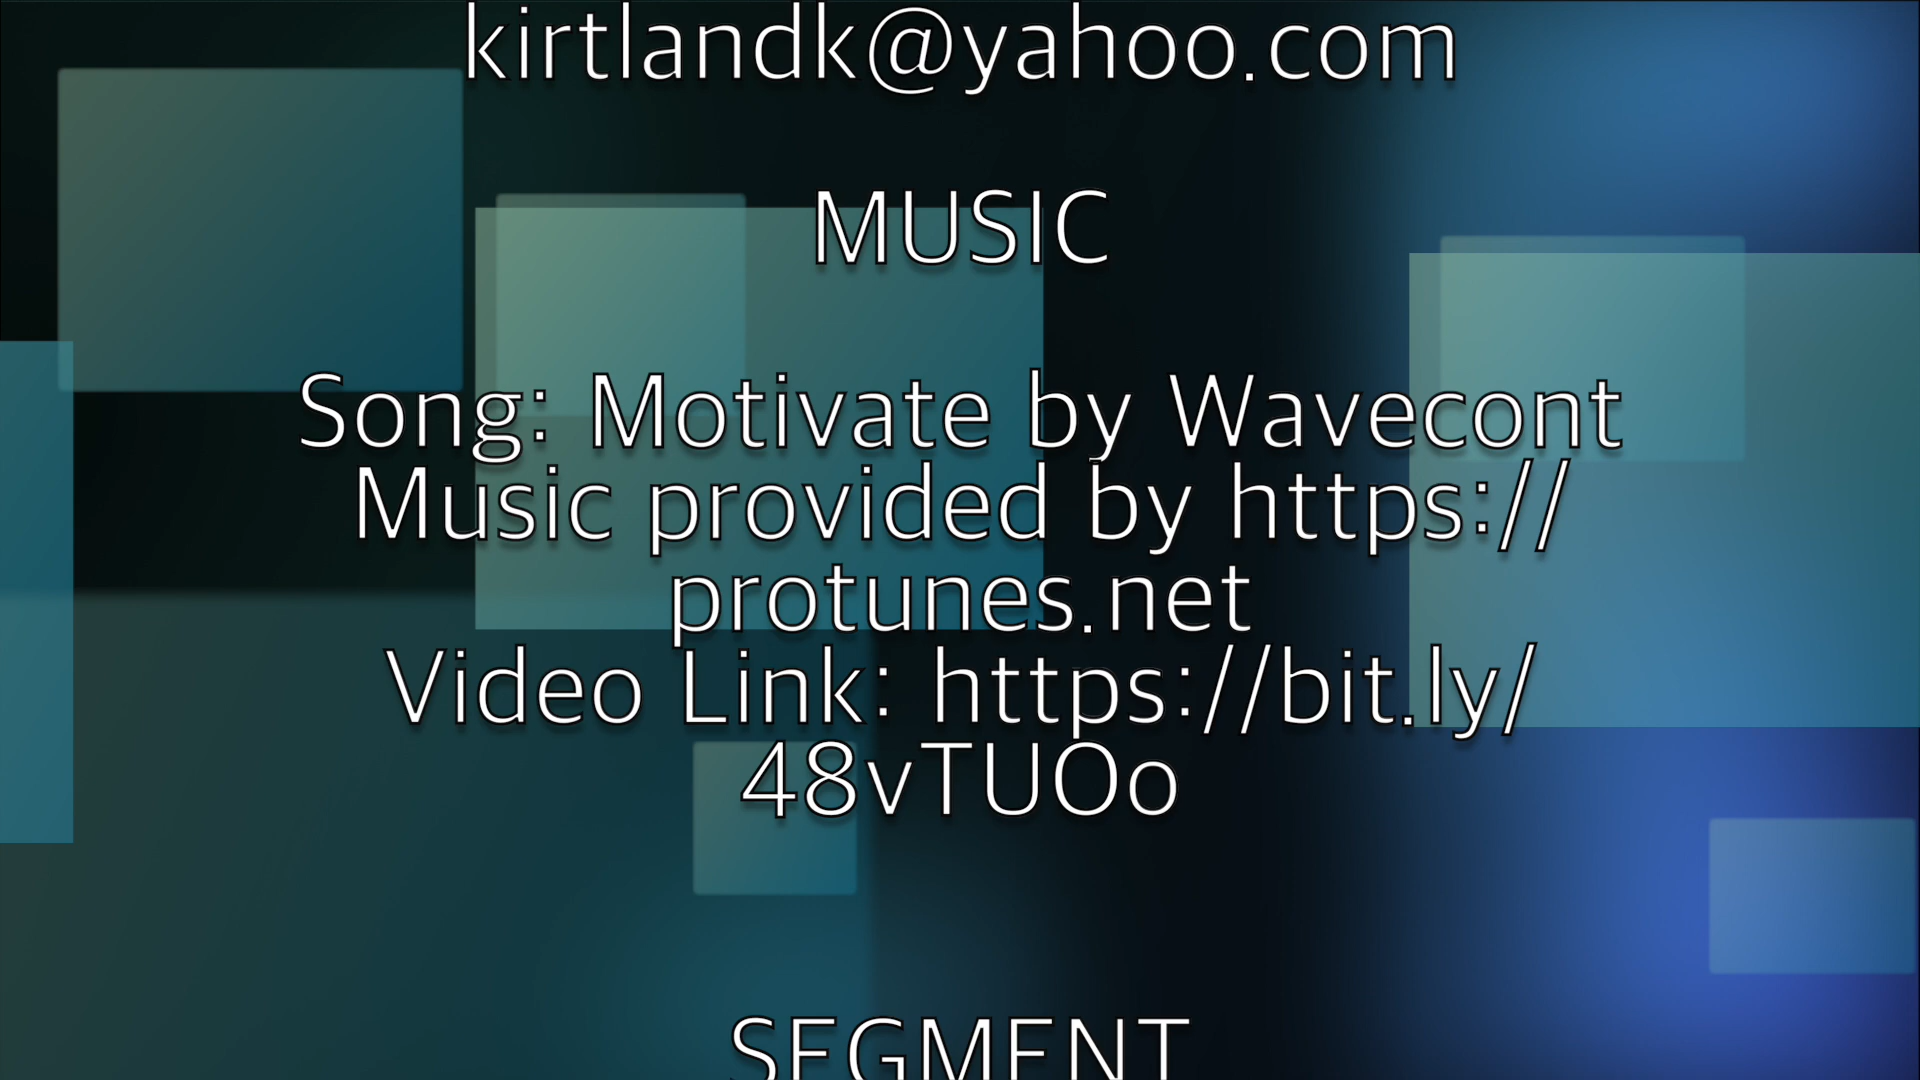 kirtlandk@yahoo.com
MUSIC
Song: Motivate by Wavecont
Music provided by https://
protunes.net
Video Link: https://bit.ly/
48vTUOo
SEGMENT